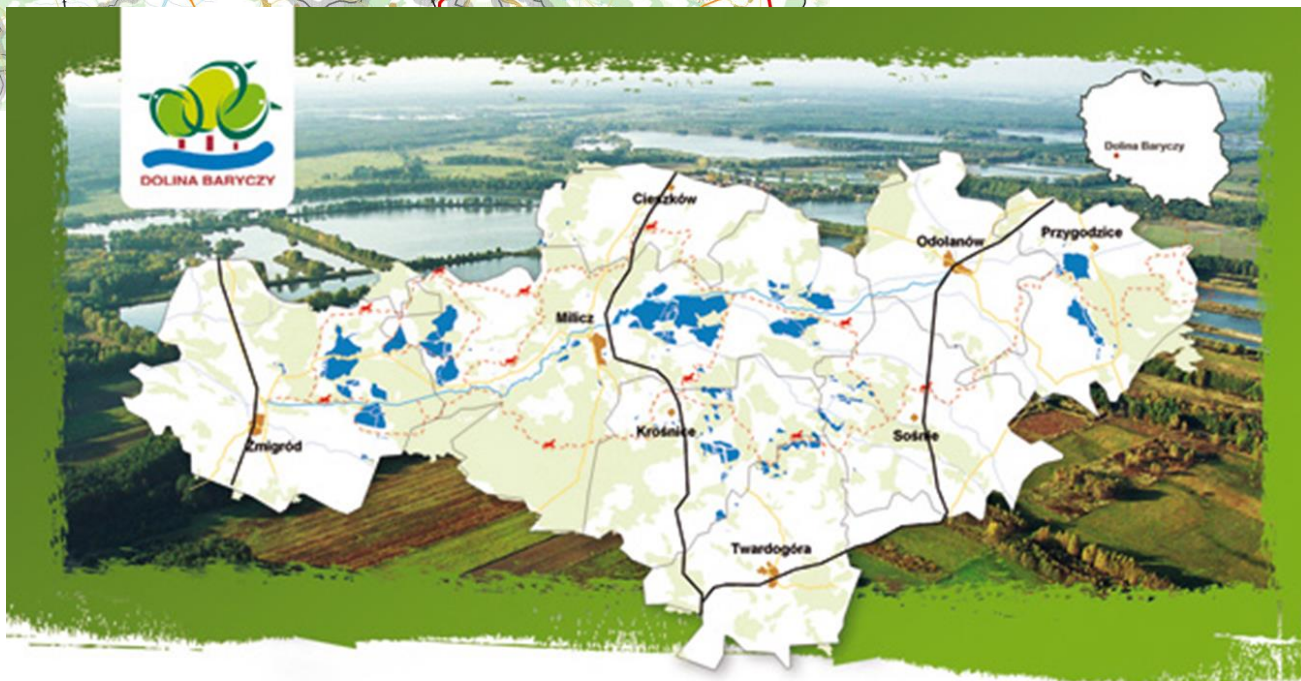 DOLINA BARYCZY
Dolina Baryczy
Cieszków
Odolanów
Przygodzice
Milicz
Żmigród
Krośnice
Sośnie
Twardogóra